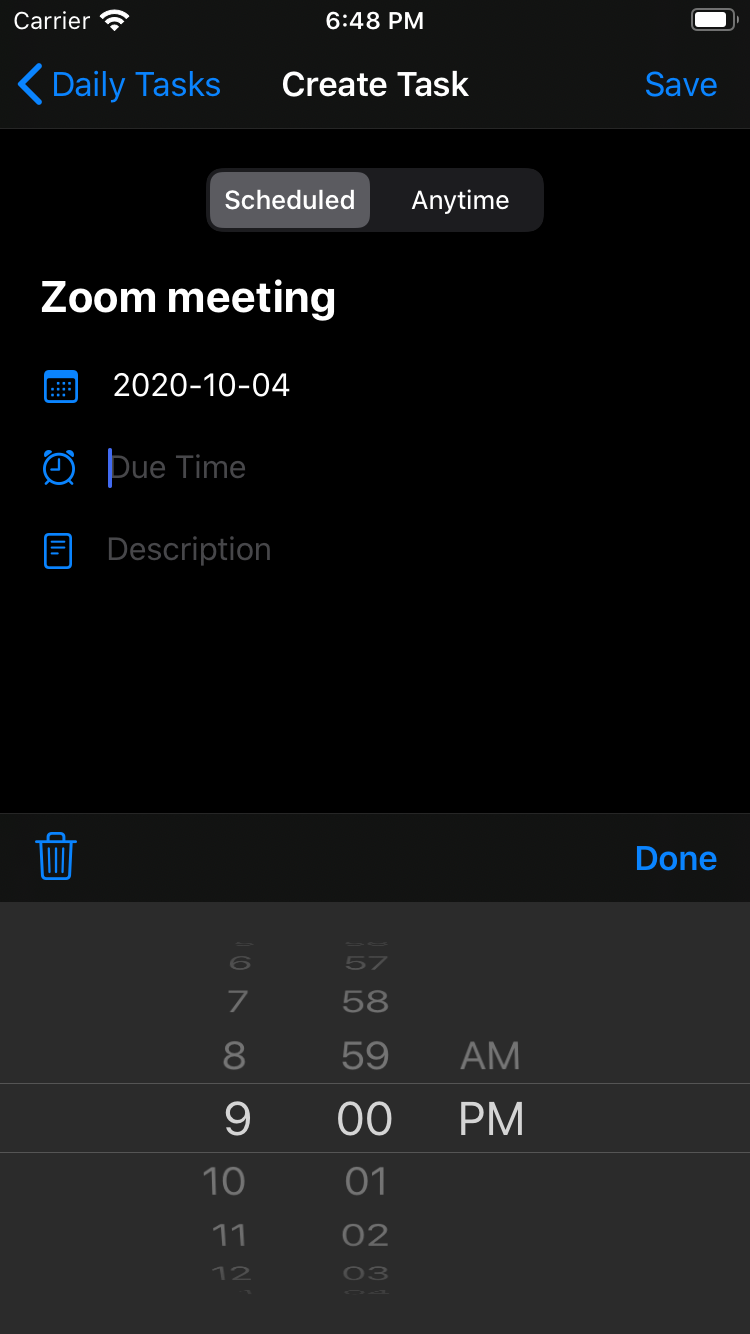 Carrier 6:48 PM
Daily Tasks Create Task Save
Scheduled Anytime
Zoom meeting
2020-10-04
Due Time
Description
Done
6 57
7 58
8 59 AM
9 00 PM
10 01
11 02
12 03